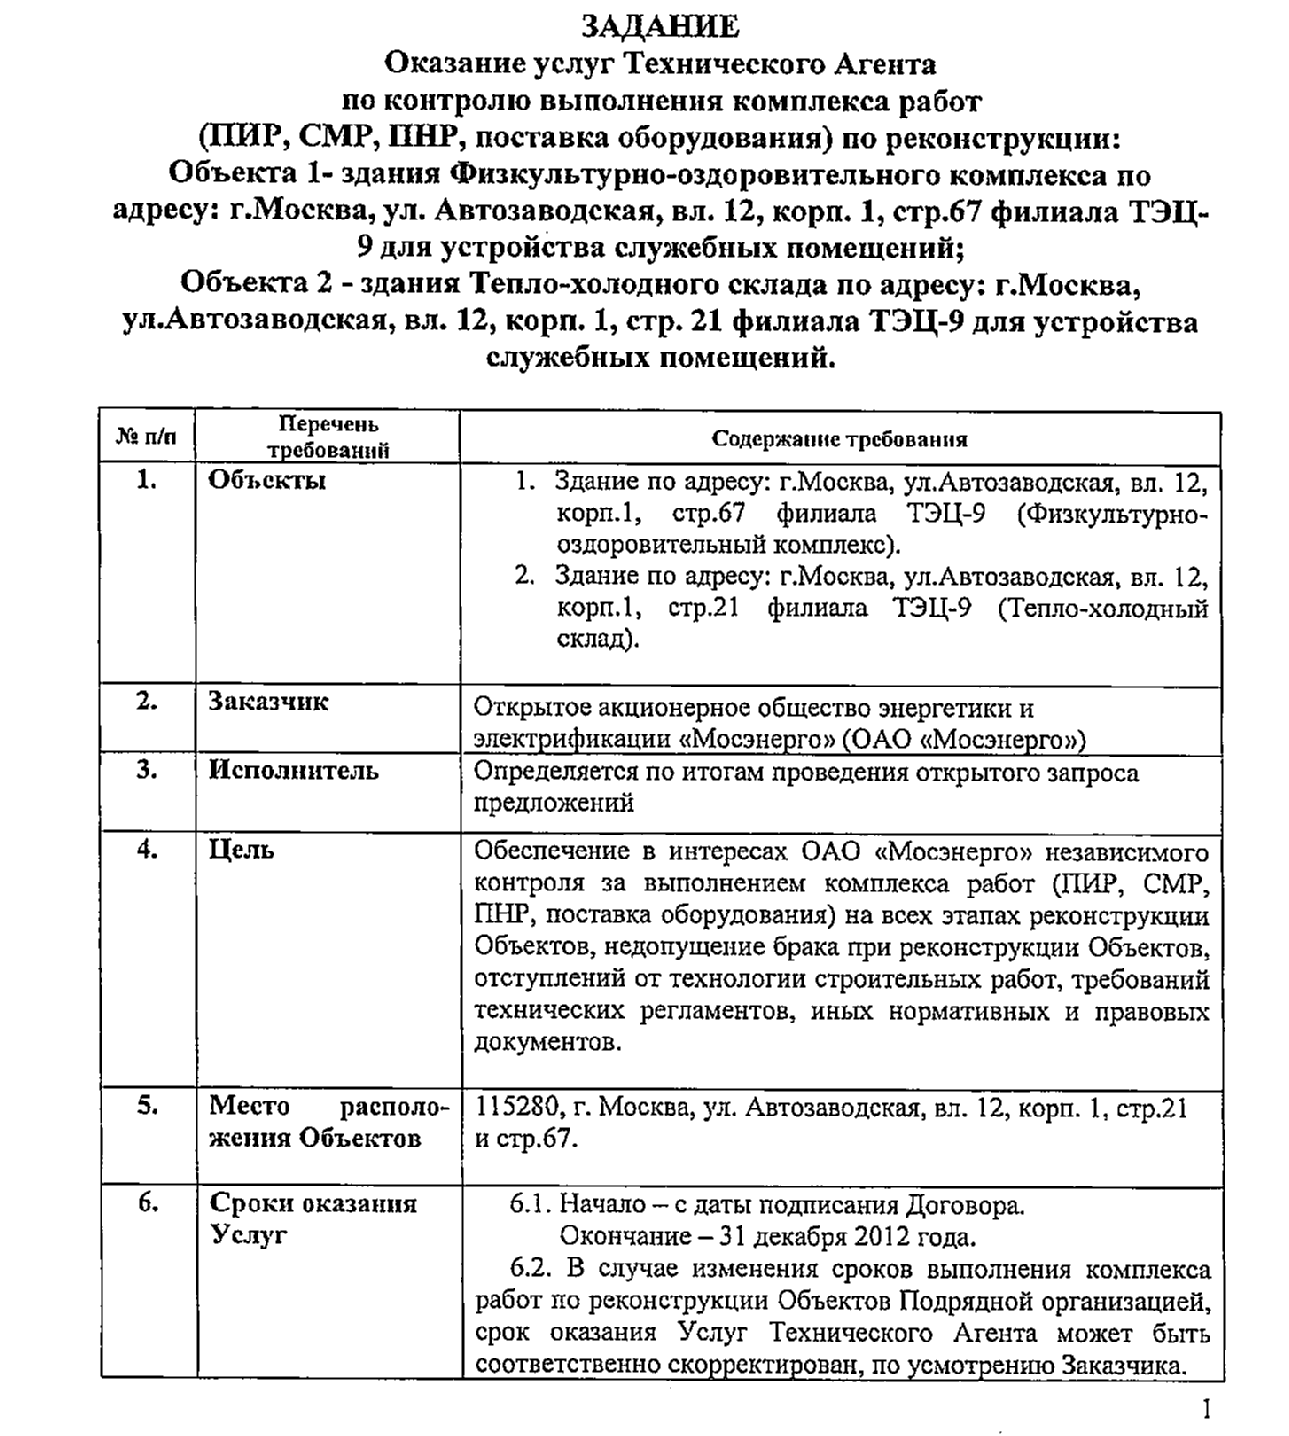 ЗАДАНИЕ
Оказание услуг Технического Агента
по контролю выполнения комплекса работ
(ПИР, СМР, ПНР, поставка оборудования) по реконструкции:
Объекта 1- здания Физкультурно-оздоровительного комплекса по
адресу: г.Москва, ул. Автозаводская, вл. 12, корп. 1, стр.67 филиала ТЭЦ-
9 для устройства служебных помещений;
Объекта 2 - здания Тепло-холодного склада по адресу: г.Москва,
ул.Автозаводская, вл. 12, корп. 1, стр. 21 филиала ТЭЦ-9 для устройства
служебных помещений.
№ п/п
Перечень
требований
Содержание требования
1.
Объекты
1. Здание по адресу: г.Москва, ул.Автозаводская, вл. 12,
корп.1, стр.67 филиала ТЭЦ-9 (Физкультурно-
оздоровительный комплекс).
2. Здание по адресу: г.Москва, ул.Автозаводская, вл. 12,
корп.1, стр.21 филиала ТЭЦ-9 (Тепло-холодный
склад).
2.
Заказчик
Открытое акционерное общество энергетики и
электрификации «Мосэнерго» (ОАО «Мосэнерго»)
3.
Исполнитель
Определяется по итогам проведения открытого запроса
предложений
4.
Цель
Обеспечение в интересах ОАО «Мосэнерго» независимого
контроля за выполнением комплекса работ (ПИР, СМР,
ПНР, поставка оборудования) на всех этапах реконструкции
Объектов, недопущение брака при реконструкции Объектов,
отступлений от технологии строительных работ, требований
технических регламентов, иных нормативных и правовых
документов.
5.
Место располо-
жения Объектов
115280, г. Москва, ул. Автозаводская, вл. 12, корп. 1, стр.21
и стр.67.
6.
Сроки оказания
Услуг
6.1. Начало – с даты подписания Договора.
Окончание – 31 декабря 2012 года.
6.2. В случае изменения сроков выполнения комплекса
работ по реконструкции Объектов Подрядной организацией,
срок оказания Услуг Технического Агента может быть
соответственно скорректирован, по усмотрению Заказчика.
1